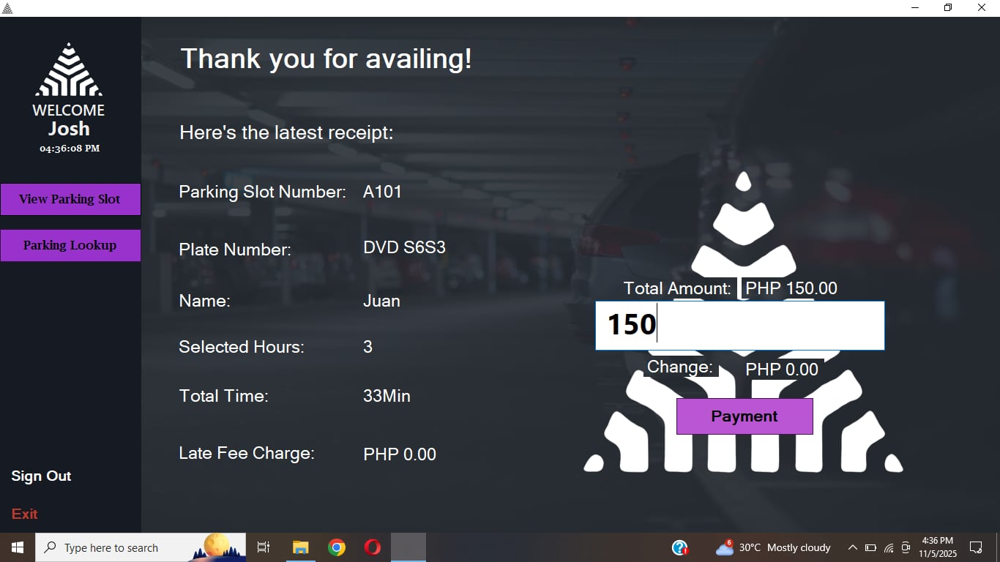 WELCOME
Josh
04:36:08 PM
View Parking Slot
Parking Lookup
Sign Out
Exit
Thank you for availing!
Here's the latest receipt:
Parking Slot Number: A101
Plate Number: DVD S6S3
Name: Juan
Selected Hours: 3
Total Time: 33Min
Late Fee Charge: PHP 0.00
Total Amount: PHP 150.00
150
Change: PHP 0.00
Payment
Type here to search
6
30°C Mostly cloudy
4:36 PM
11/5/2025